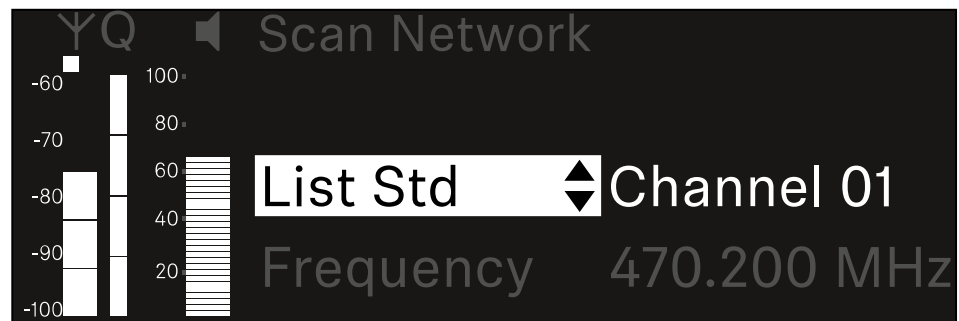 Q Scan Network
-60 100
-70 80
-80 60 List Std Channel 01
-90 40
-100 20 Frequency 470.200 MHz